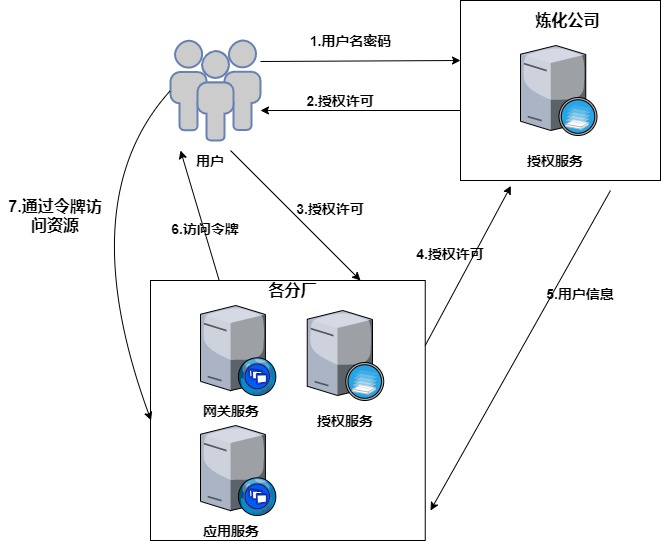 炼化公司
1.用户名密码
2.授权许可
授权服务
用户
7.通过令牌访
问资源
3.授权许可
6.访问令牌
4.授权许可
5.用户信息
各分厂
网关服务
授权服务
应用服务